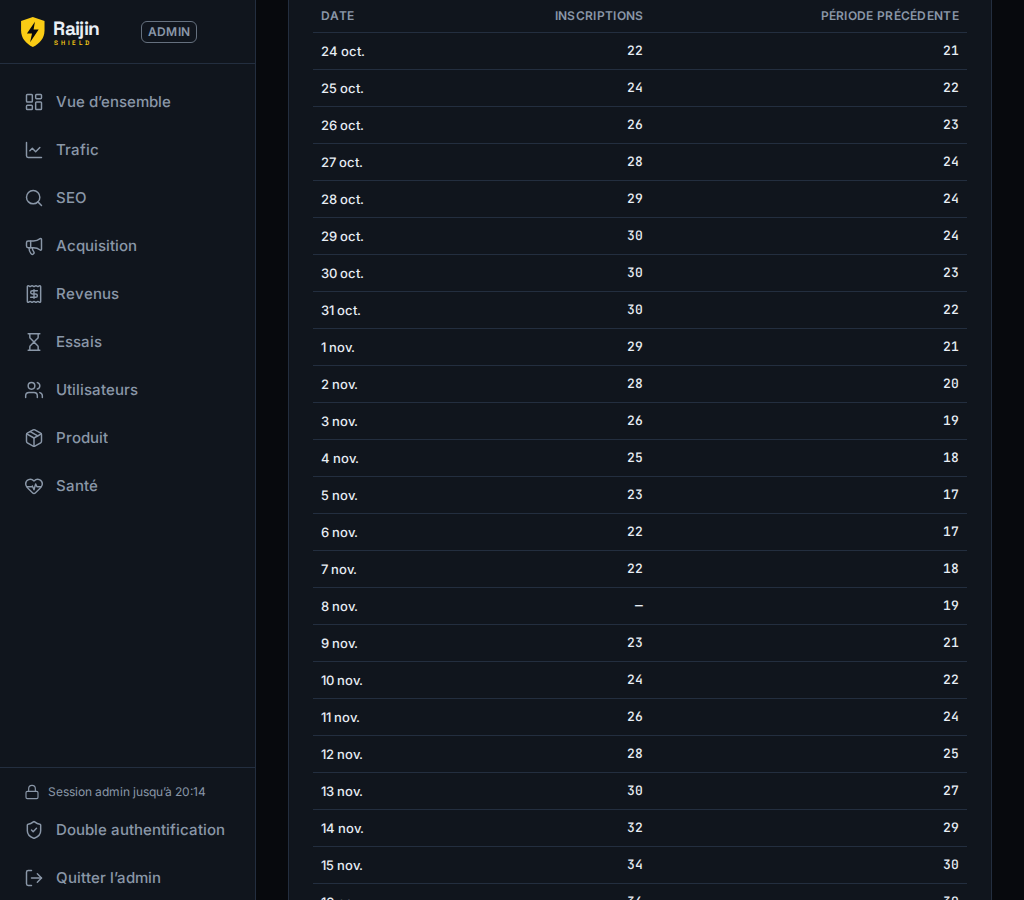 Raijin
SHIELD
ADMIN
Vue d’ensemble
Trafic
SEO
Acquisition
Revenus
Essais
Utilisateurs
Produit
Santé
Session admin jusqu’à 20:14
Double authentification
Quitter l’admin
DATE INSCRIPTIONS PÉRIODE PRÉCÉDENTE
24 oct. 22 21
25 oct. 24 22
26 oct. 26 23
27 oct. 28 24
28 oct. 29 24
29 oct. 30 24
30 oct. 30 23
31 oct. 30 22
1 nov. 29 21
2 nov. 28 20
3 nov. 26 19
4 nov. 25 18
5 nov. 23 17
6 nov. 22 17
7 nov. 22 18
8 nov. — 19
9 nov. 23 21
10 nov. 24 22
11 nov. 26 24
12 nov. 28 25
13 nov. 30 27
14 nov. 32 29
15 nov. 34 30